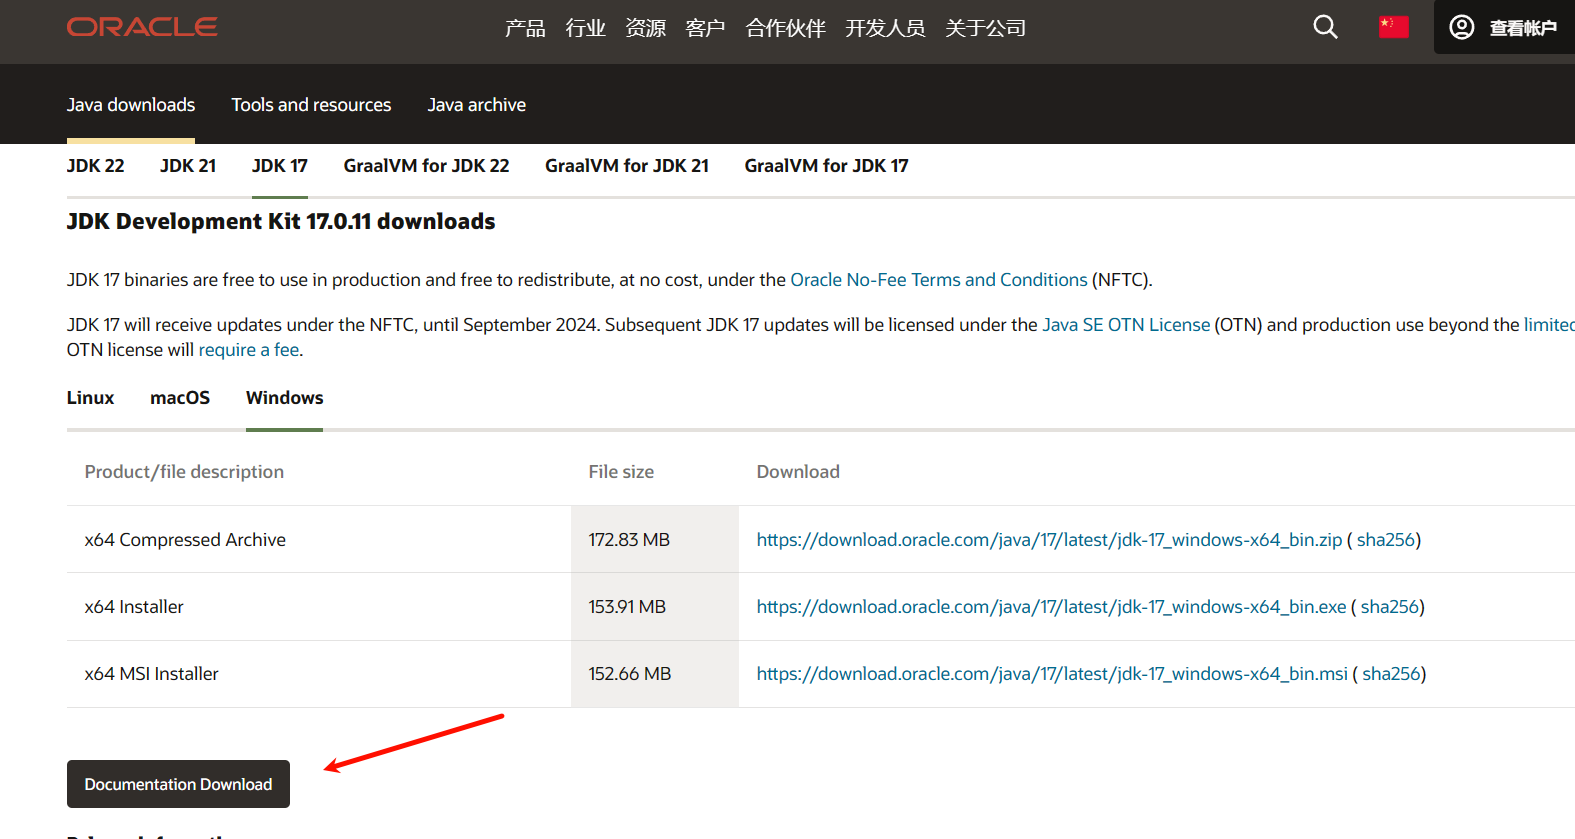 ORACLE
产品 行业 资源 客户 合作伙伴 开发人员 关于公司
查看帐户
Java downloads Tools and resources Java archive
JDK 22 JDK 21 JDK 17 GraalVM for JDK 22 GraalVM for JDK 21 GraalVM for JDK 17
JDK Development Kit 17.0.11 downloads
JDK 17 binaries are free to use in production and free to redistribute, at no cost, under the Oracle No-Fee Terms and Conditions (NFTC).
JDK 17 will receive updates under the NFTC, until September 2024. Subsequent JDK 17 updates will be licensed under the Java SE OTN License (OTN) and production use beyond the limited
OTN license will require a fee.
Linux macOS Windows
Product/file description File size Download
x64 Compressed Archive 172.83 MB https://download.oracle.com/java/17/latest/jdk-17_windows-x64_bin.zip ( sha256)
x64 Installer 153.91 MB https://download.oracle.com/java/17/latest/jdk-17_windows-x64_bin.exe ( sha256)
x64 MSI Installer 152.66 MB https://download.oracle.com/java/17/latest/jdk-17_windows-x64_bin.msi ( sha256)
Documentation Download